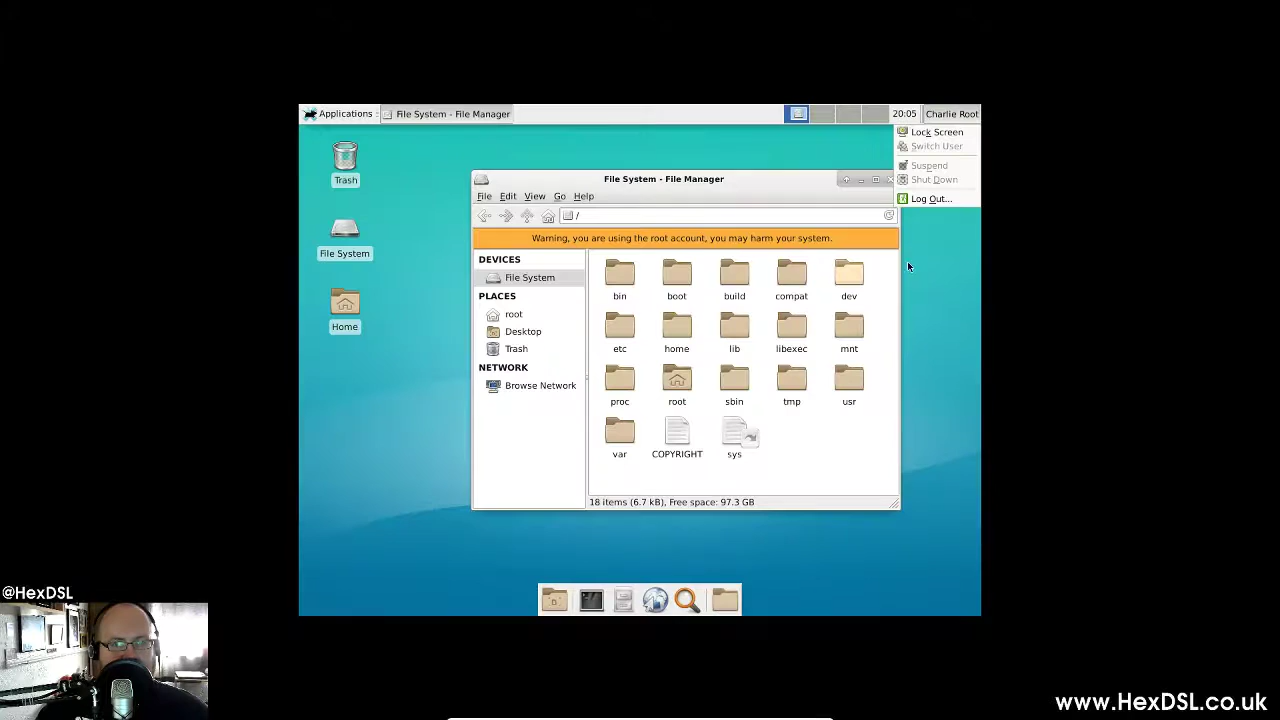 Applications
File System - File Manager
20:05
Charlie Root
Lock Screen
Switch User
Suspend
Shut Down
Log Out...
Trash
File System
Home
File System - File Manager
File Edit View Go Help
/
Warning, you are using the root account, you may harm your system.
DEVICES
File System
PLACES
root
Desktop
Trash
NETWORK
Browse Network
bin boot build compat dev
etc home lib libexec mnt
proc root sbin tmp usr
var COPYRIGHT sys
18 items (6.7 kB), Free space: 97.3 GB
@HexDSL
www.HexDSL.co.uk